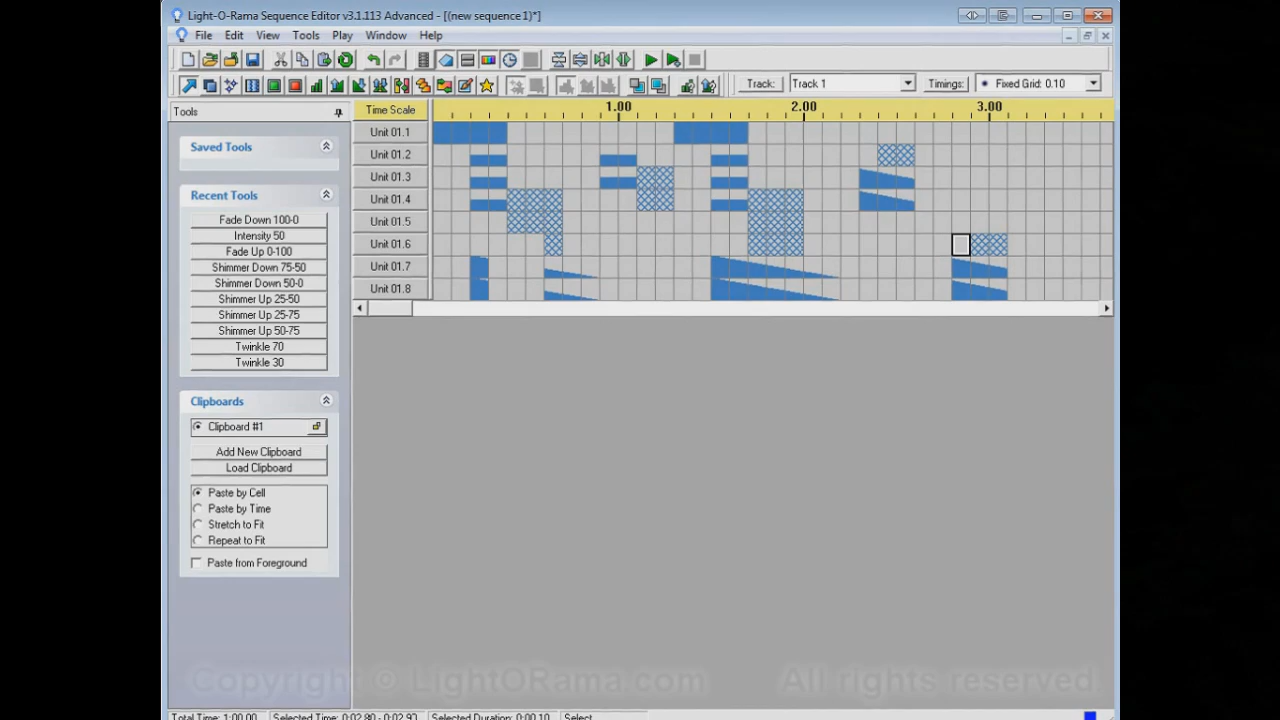 Light-O-Rama Sequence Editor v3.1.113 Advanced - [(new sequence1)*]
File Edit View Tools Play Window Help
Track: Track 1 Timings: Fixed Grid: 0.10
Tools
Time Scale 1.00 2.00 3.00
Unit 01.1
Unit 01.2
Unit 01.3
Unit 01.4
Unit 01.5
Unit 01.6
Unit 01.7
Unit 01.8
Saved Tools
Recent Tools
Fade Down 100-0
Intensity 50
Fade Up 0-100
Shimmer Down 75-50
Shimmer Down 50-0
Shimmer Up 25-50
Shimmer Up 25-75
Shimmer Up 50-75
Twinkle 70
Twinkle 30
Clipboards
Clipboard #1
Add New Clipboard
Load Clipboard
Paste by Cell
Paste by Time
Stretch to Fit
Repeat to Fit
Paste from Foreground
Copyright © LightORama.com All rights reserved.
Total Time: 1:00.00 Selected Time: 0:02.80 - 0:02.90 Selected Duration: 0:00.10 Select